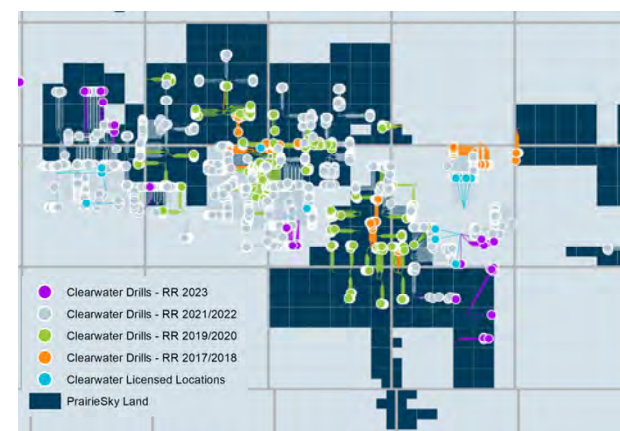 Clearwater Drills - RR 2023
Clearwater Drills - RR 2021/2022
Clearwater Drills - RR 2019/2020
Clearwater Drills - RR 2017/2018
Clearwater Licensed Locations
PrairieSky Land